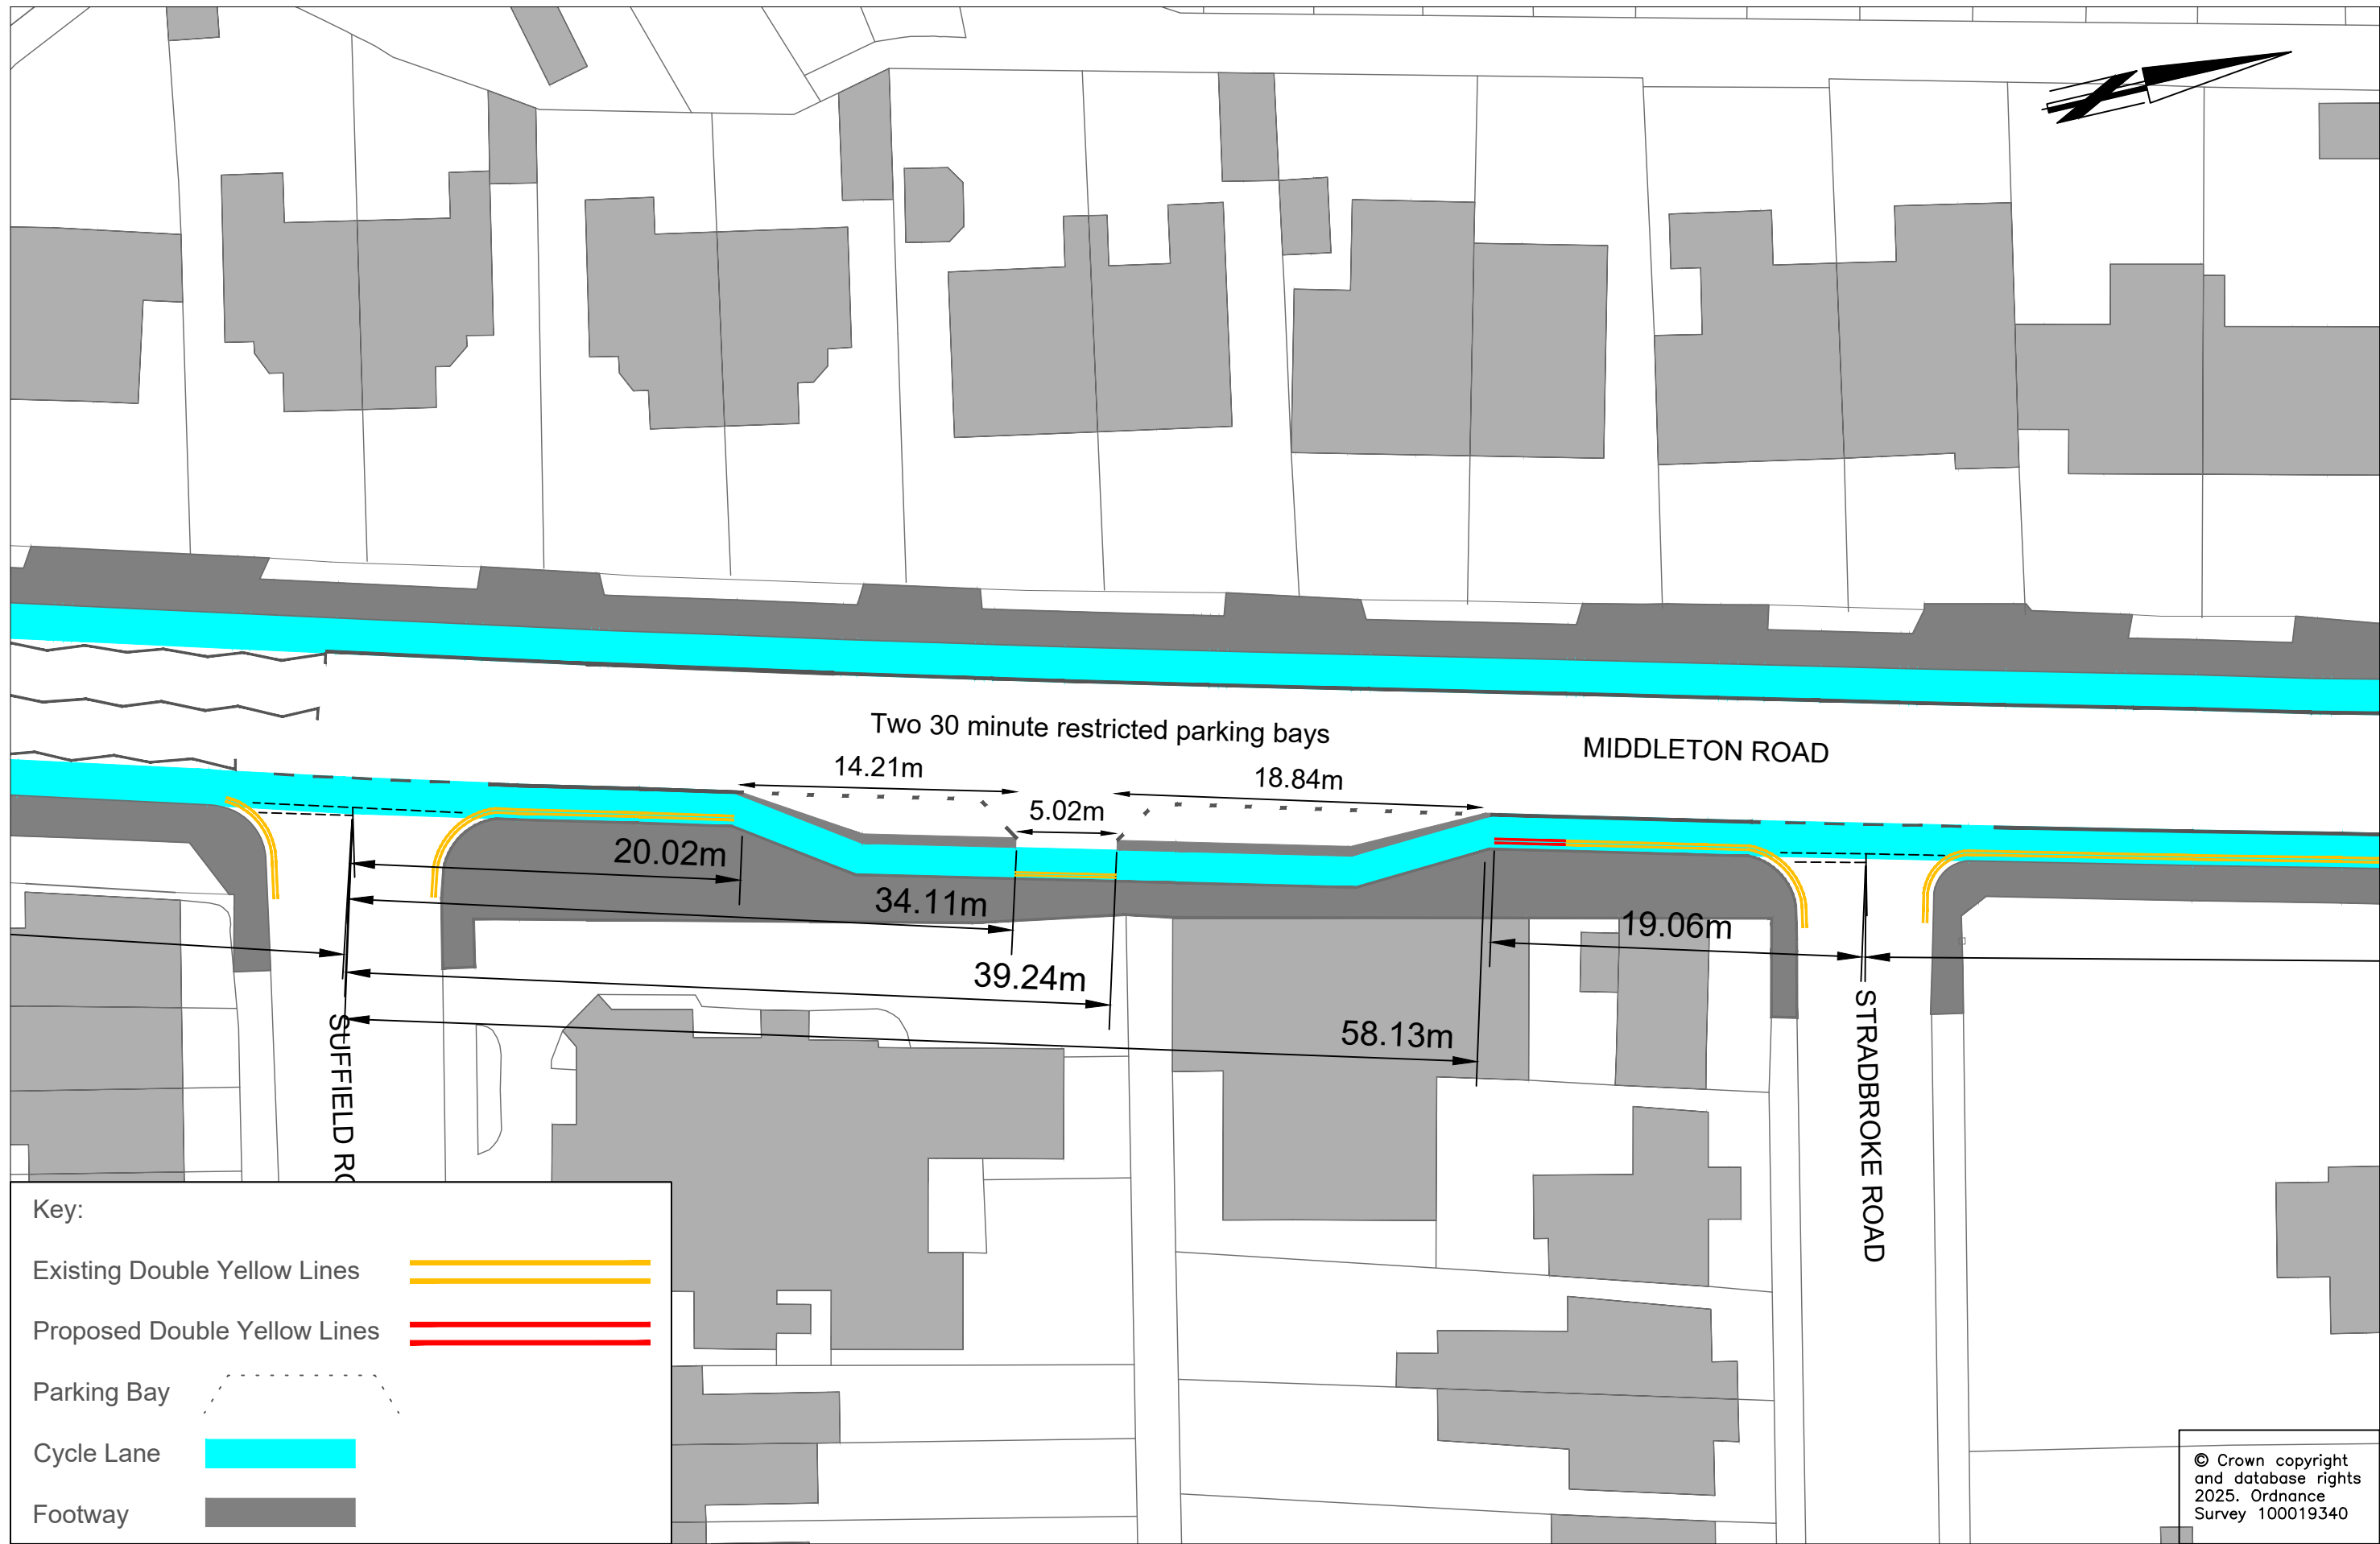 Two 30 minute restricted parking bays
MIDDLETON ROAD
14.21m
18.84m
5.02m
20.02m
34.11m
19.06m
39.24m
58.13m
SUFFIELD RO
STRADBROKE ROAD
Key:
Existing Double Yellow Lines
Proposed Double Yellow Lines
Parking Bay
Cycle Lane
Footway
© Crown copyright
and database rights
2025. Ordnance
Survey 100019340